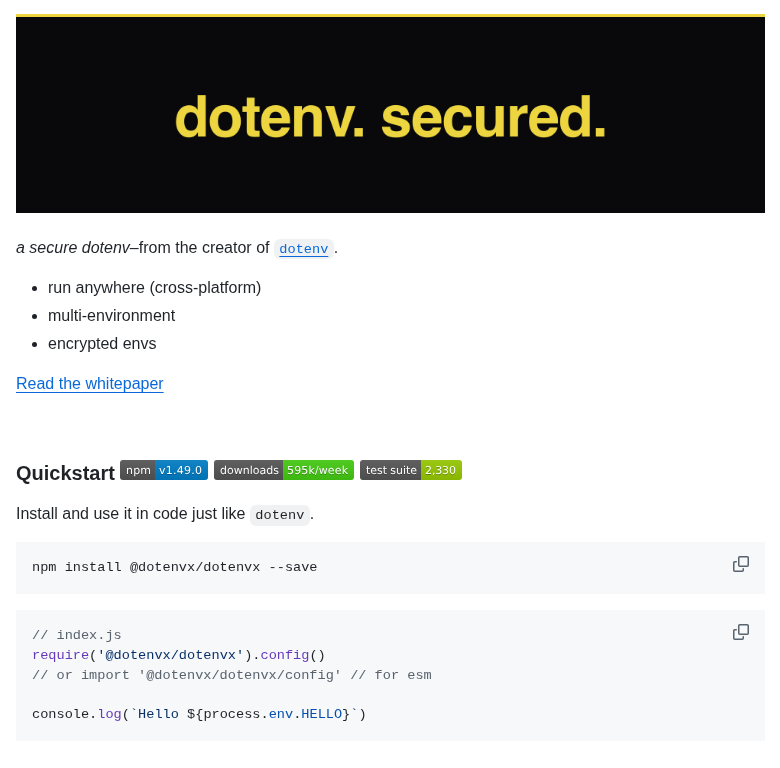 dotenv. secured.
a secure dotenv–from the creator of dotenv.
run anywhere (cross-platform)
multi-environment
encrypted envs
Read the whitepaper
Quickstart npm v1.49.0 downloads 595k/week test suite 2,330
Install and use it in code just like dotenv.
npm install @dotenvx/dotenvx --save
// index.js
require('@dotenvx/dotenvx').config()
// or import '@dotenvx/dotenvx/config' // for esm
console.log(`Hello ${process.env.HELLO}`)